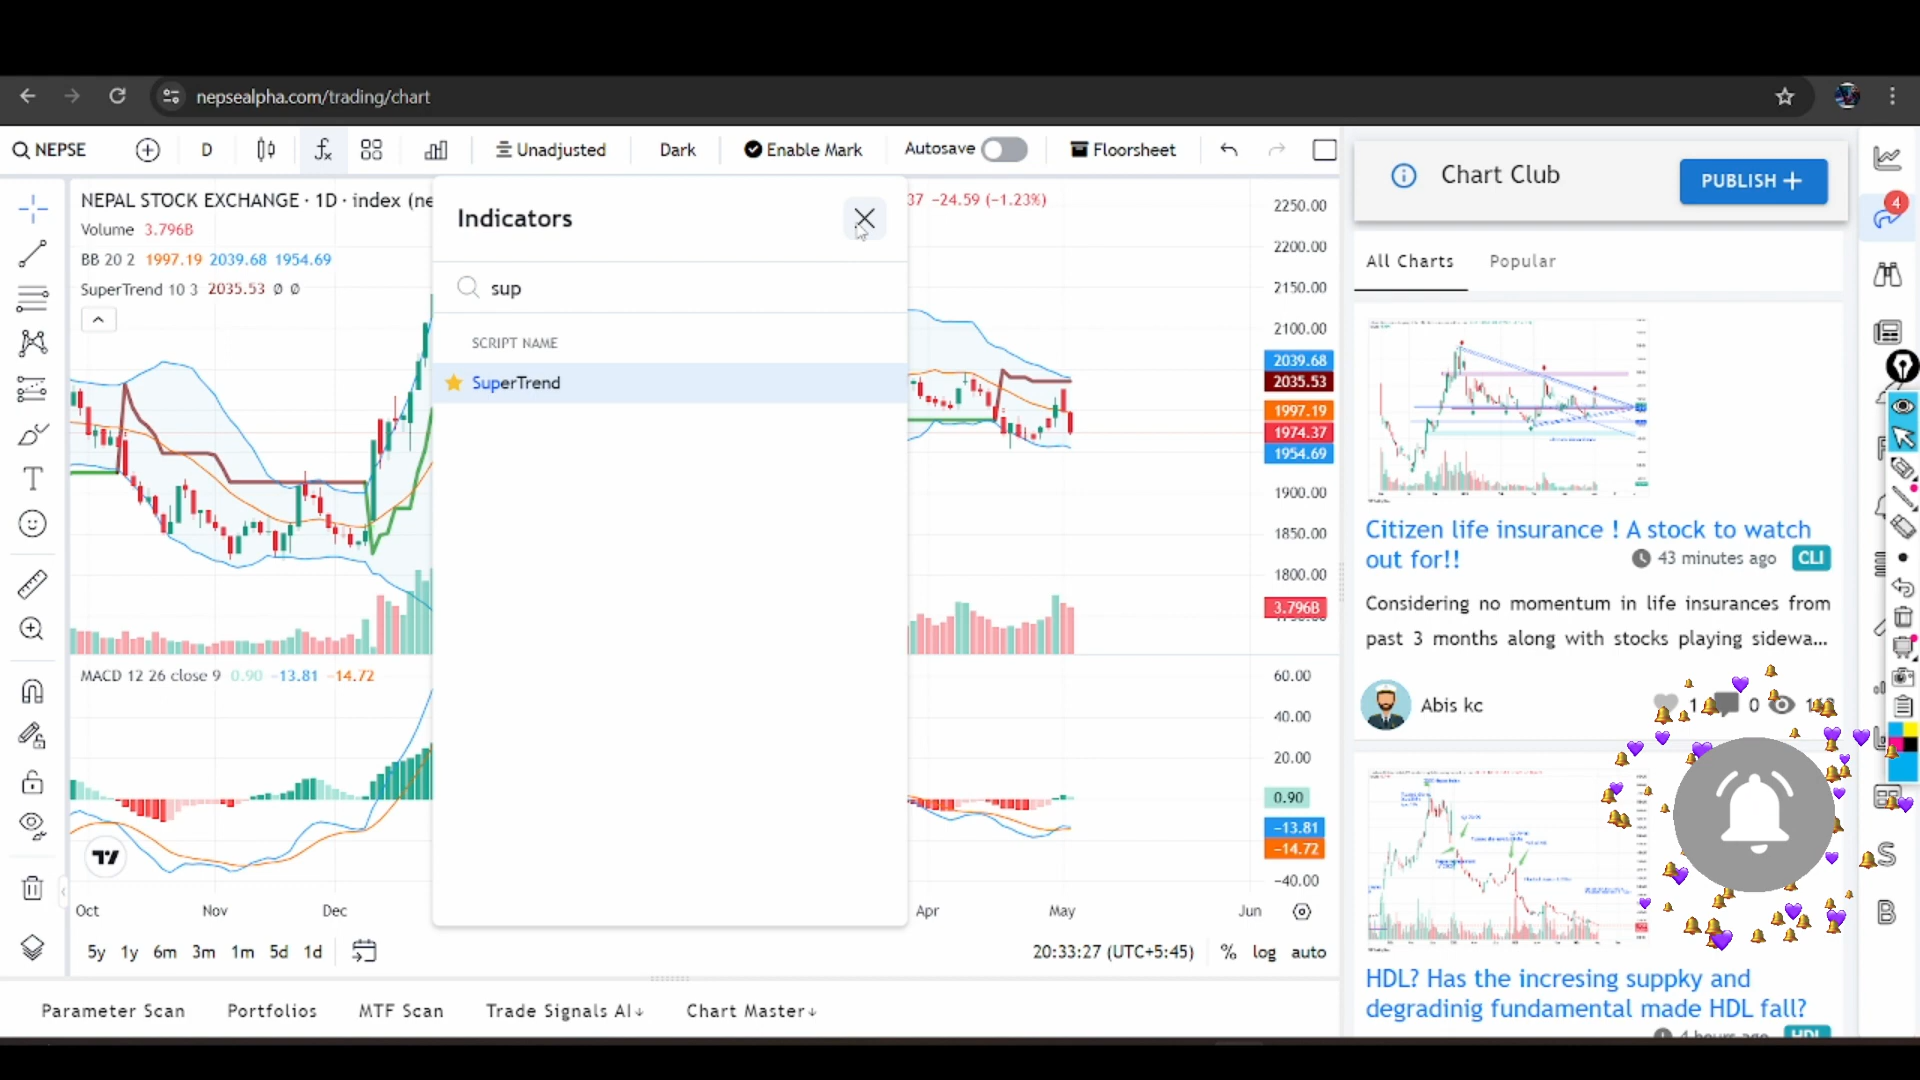 nepsealpha.com/trading/chart
NEPSE
D
Unadjusted
Dark
Enable Mark
Autosave
Floorsheet
NEPAL STOCK EXCHANGE · 1D · index (ne
37 −24.59 (−1.23%)
Volume 3.796B
BB 20 2 1997.19 2039.68 1954.69
SuperTrend 10 3 2035.53 Ø Ø
Indicators
sup
SCRIPT NAME
SuperTrend
2250.00
2200.00
2150.00
2100.00
2039.68
2035.53
1997.19
1974.37
1954.69
1900.00
1850.00
1800.00
3.796B
MACD 12 26 close 9 0.90 −13.81 −14.72
60.00
40.00
20.00
0.90
−13.81
−14.72
−40.00
Oct Nov Dec Apr May Jun
5y 1y 6m 3m 1m 5d 1d
20:33:27 (UTC+5:45) % log auto
Parameter Scan Portfolios MTF Scan Trade Signals AI Chart Master
Chart Club
PUBLISH
4
All Charts Popular
Citizen life insurance ! A stock to watch
out for!!
43 minutes ago CLI
Considering no momentum in life insurances from
past 3 months along with stocks playing sidewa...
Abis kc
1 0
HDL? Has the incresing suppky and
degradinig fundamental made HDL fall?
4 hours ago HDL
S
B